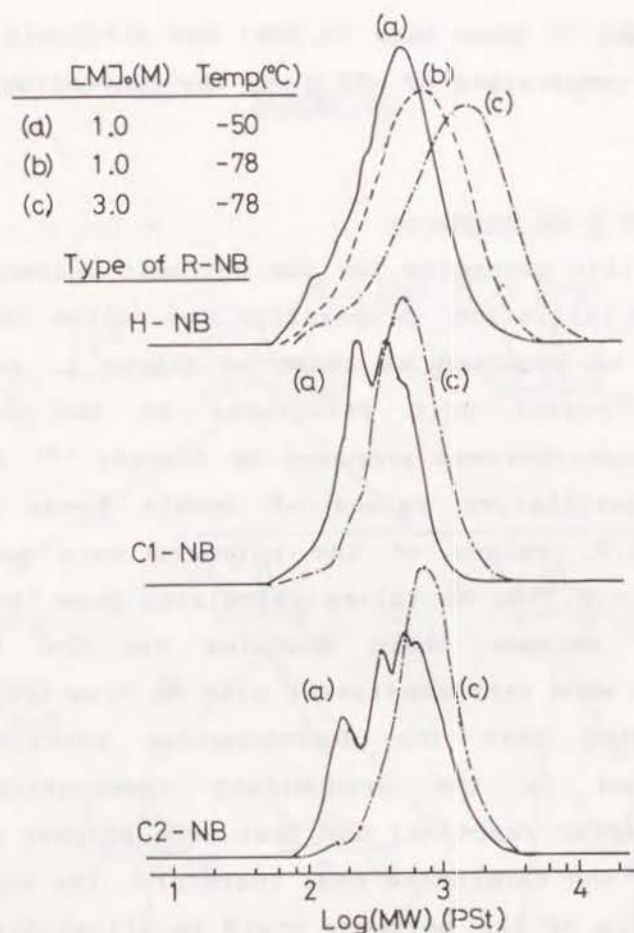 [M]₀(M) Temp(°C)
(a) 1.0 -50
(b) 1.0 -78
(c) 3.0 -78
Type of R-NB
H-NB
(a)
(b)
(c)
C1-NB
(a)
(c)
C2-NB
(a)
(c)
1 2 3 4
Log(MW) (PSt)